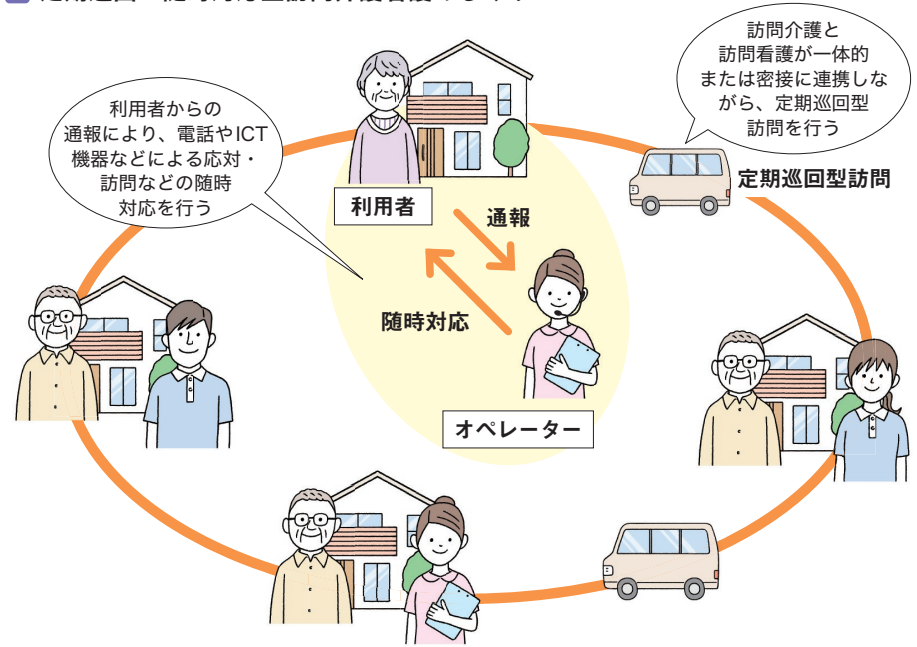 訪問介護と
訪問看護が一体的
または密接に連携しな
がら、定期巡回型
訪問を行う
利用者からの
通報により、電話やICT
機器などによる応対・
訪問などの随時
対応を行う
定期巡回型訪問
利用者
通報
随時対応
オペレーター